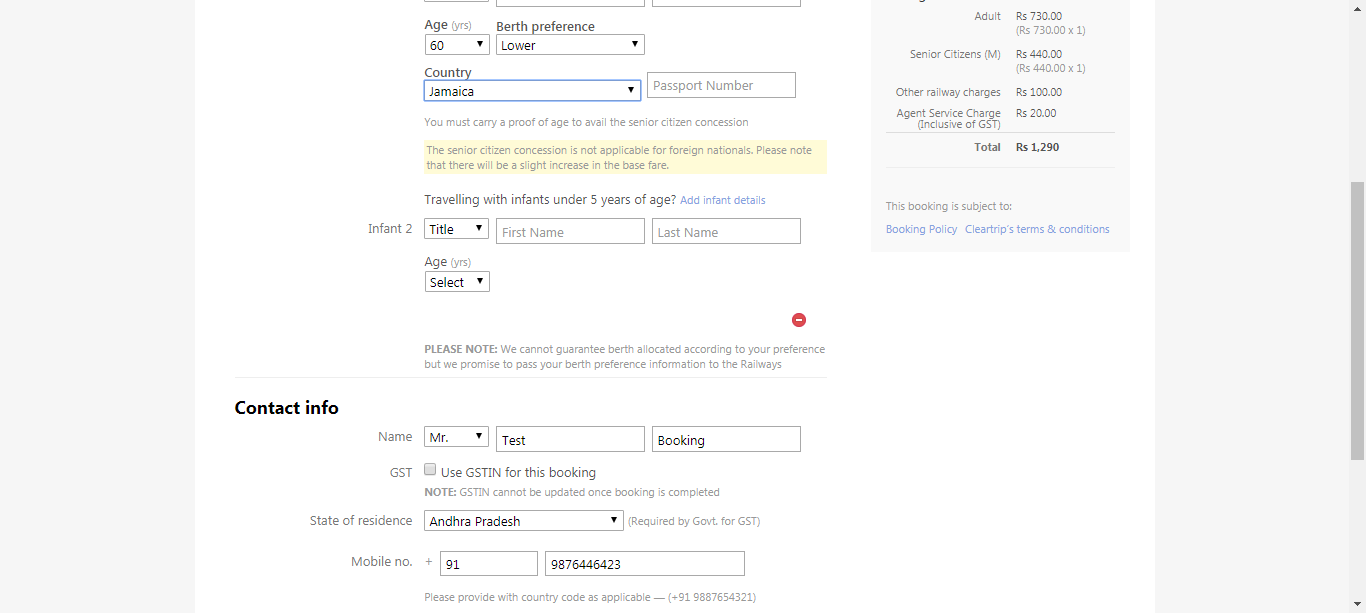 Age (yrs) Berth preference
60 Lower
Country
Jamaica Passport Number
You must carry a proof of age to avail the senior citizen concession
The senior citizen concession is not applicable for foreign nationals. Please note
that there will be a slight increase in the base fare.
Travelling with infants under 5 years of age? Add infant details
Infant 2 Title First Name Last Name
Age (yrs)
Select
PLEASE NOTE: We cannot guarantee berth allocated according to your preference
but we promise to pass your berth preference information to the Railways
Contact info
Name Mr. Test Booking
GST Use GSTIN for this booking
NOTE: GSTIN cannot be updated once booking is completed
State of residence Andhra Pradesh (Required by Govt. for GST)
Mobile no. + 91 9876446423
Please provide with country code as applicable — (+91 9887654321)
Adult Rs 730.00
(Rs 730.00 x 1)
Senior Citizens (M) Rs 440.00
(Rs 440.00 x 1)
Other railway charges Rs 100.00
Agent Service Charge Rs 20.00
(Inclusive of GST)
Total Rs 1,290
This booking is subject to:
Booking Policy Cleartrip's terms & conditions